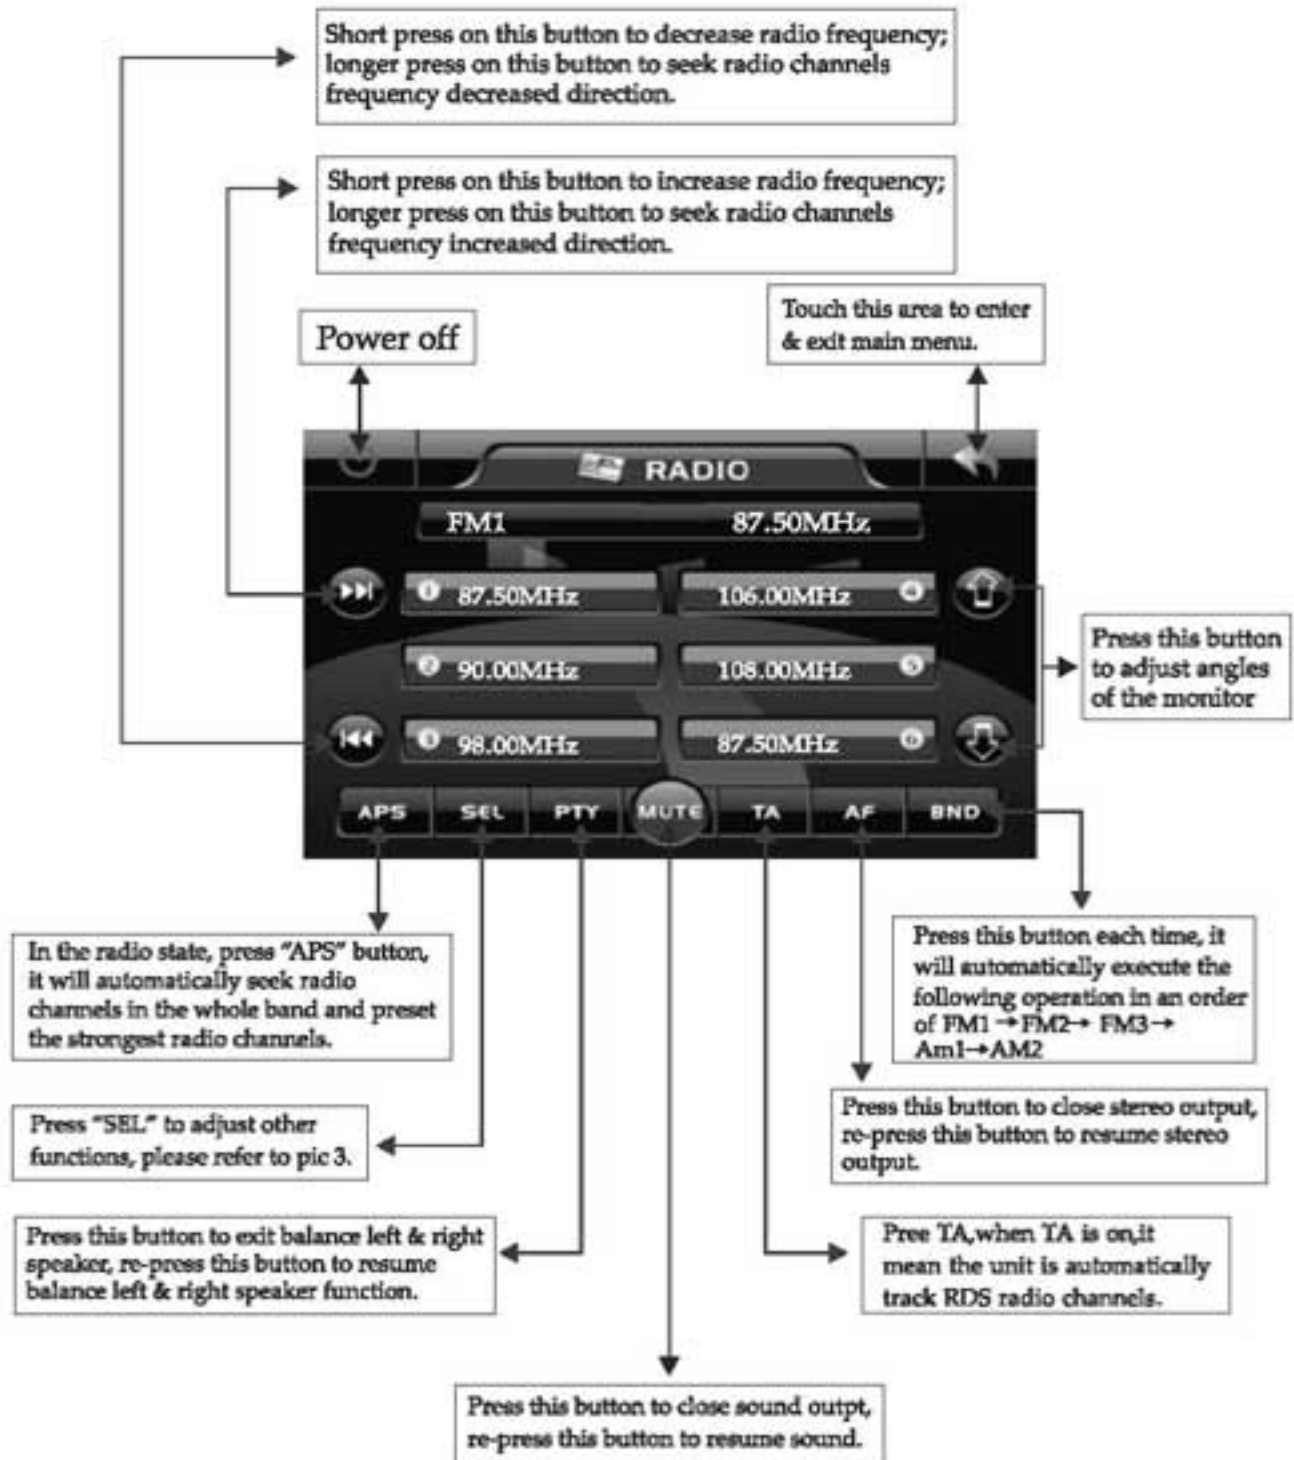 Short press on this button to decrease radio frequency;
longer press on this button to seek radio channels
frequency decreased direction.
Short press on this button to increase radio frequency;
longer press on this button to seek radio channels
frequency increased direction.
Power off
Touch this area to enter
& exit main menu.
RADIO
FM1 87.50MHz
1 87.50MHz 106.00MHz 4
2 90.00MHz 108.00MHz 5
3 98.00MHz 87.50MHz 6
Press this button
to adjust angles
of the monitor
APS SEL PTY MUTE TA AF BND
In the radio state, press "APS" button,
it will automatically seek radio
channels in the whole band and preset
the strongest radio channels.
Press this button each time, it
will automatically execute the
following operation in an order
of FM1→FM2→ FM3→
Am1→AM2
Press "SEL" to adjust other
functions, please refer to pic 3.
Press this button to close stereo output,
re-press this button to resume stereo
output.
Press this button to exit balance left & right
speaker, re-press this button to resume
balance left & right speaker function.
Pree TA,when TA is on,it
mean the unit is automatically
track RDS radio channels.
Press this button to close sound outpt,
re-press this button to resume sound.